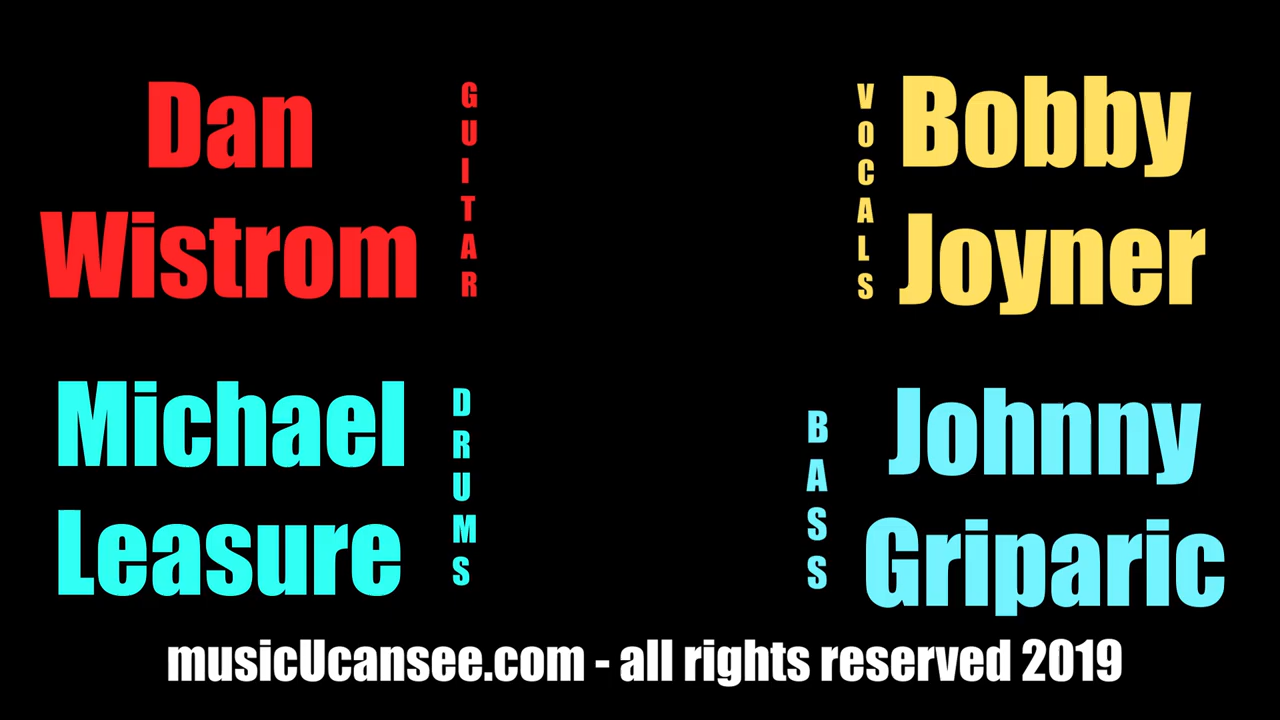 Dan
Wistrom
GUITAR
VOCALS
Bobby
Joyner
Michael
Leasure
DRUMS
BASS
Johnny
Griparic
musicUcansee.com - all rights reserved 2019